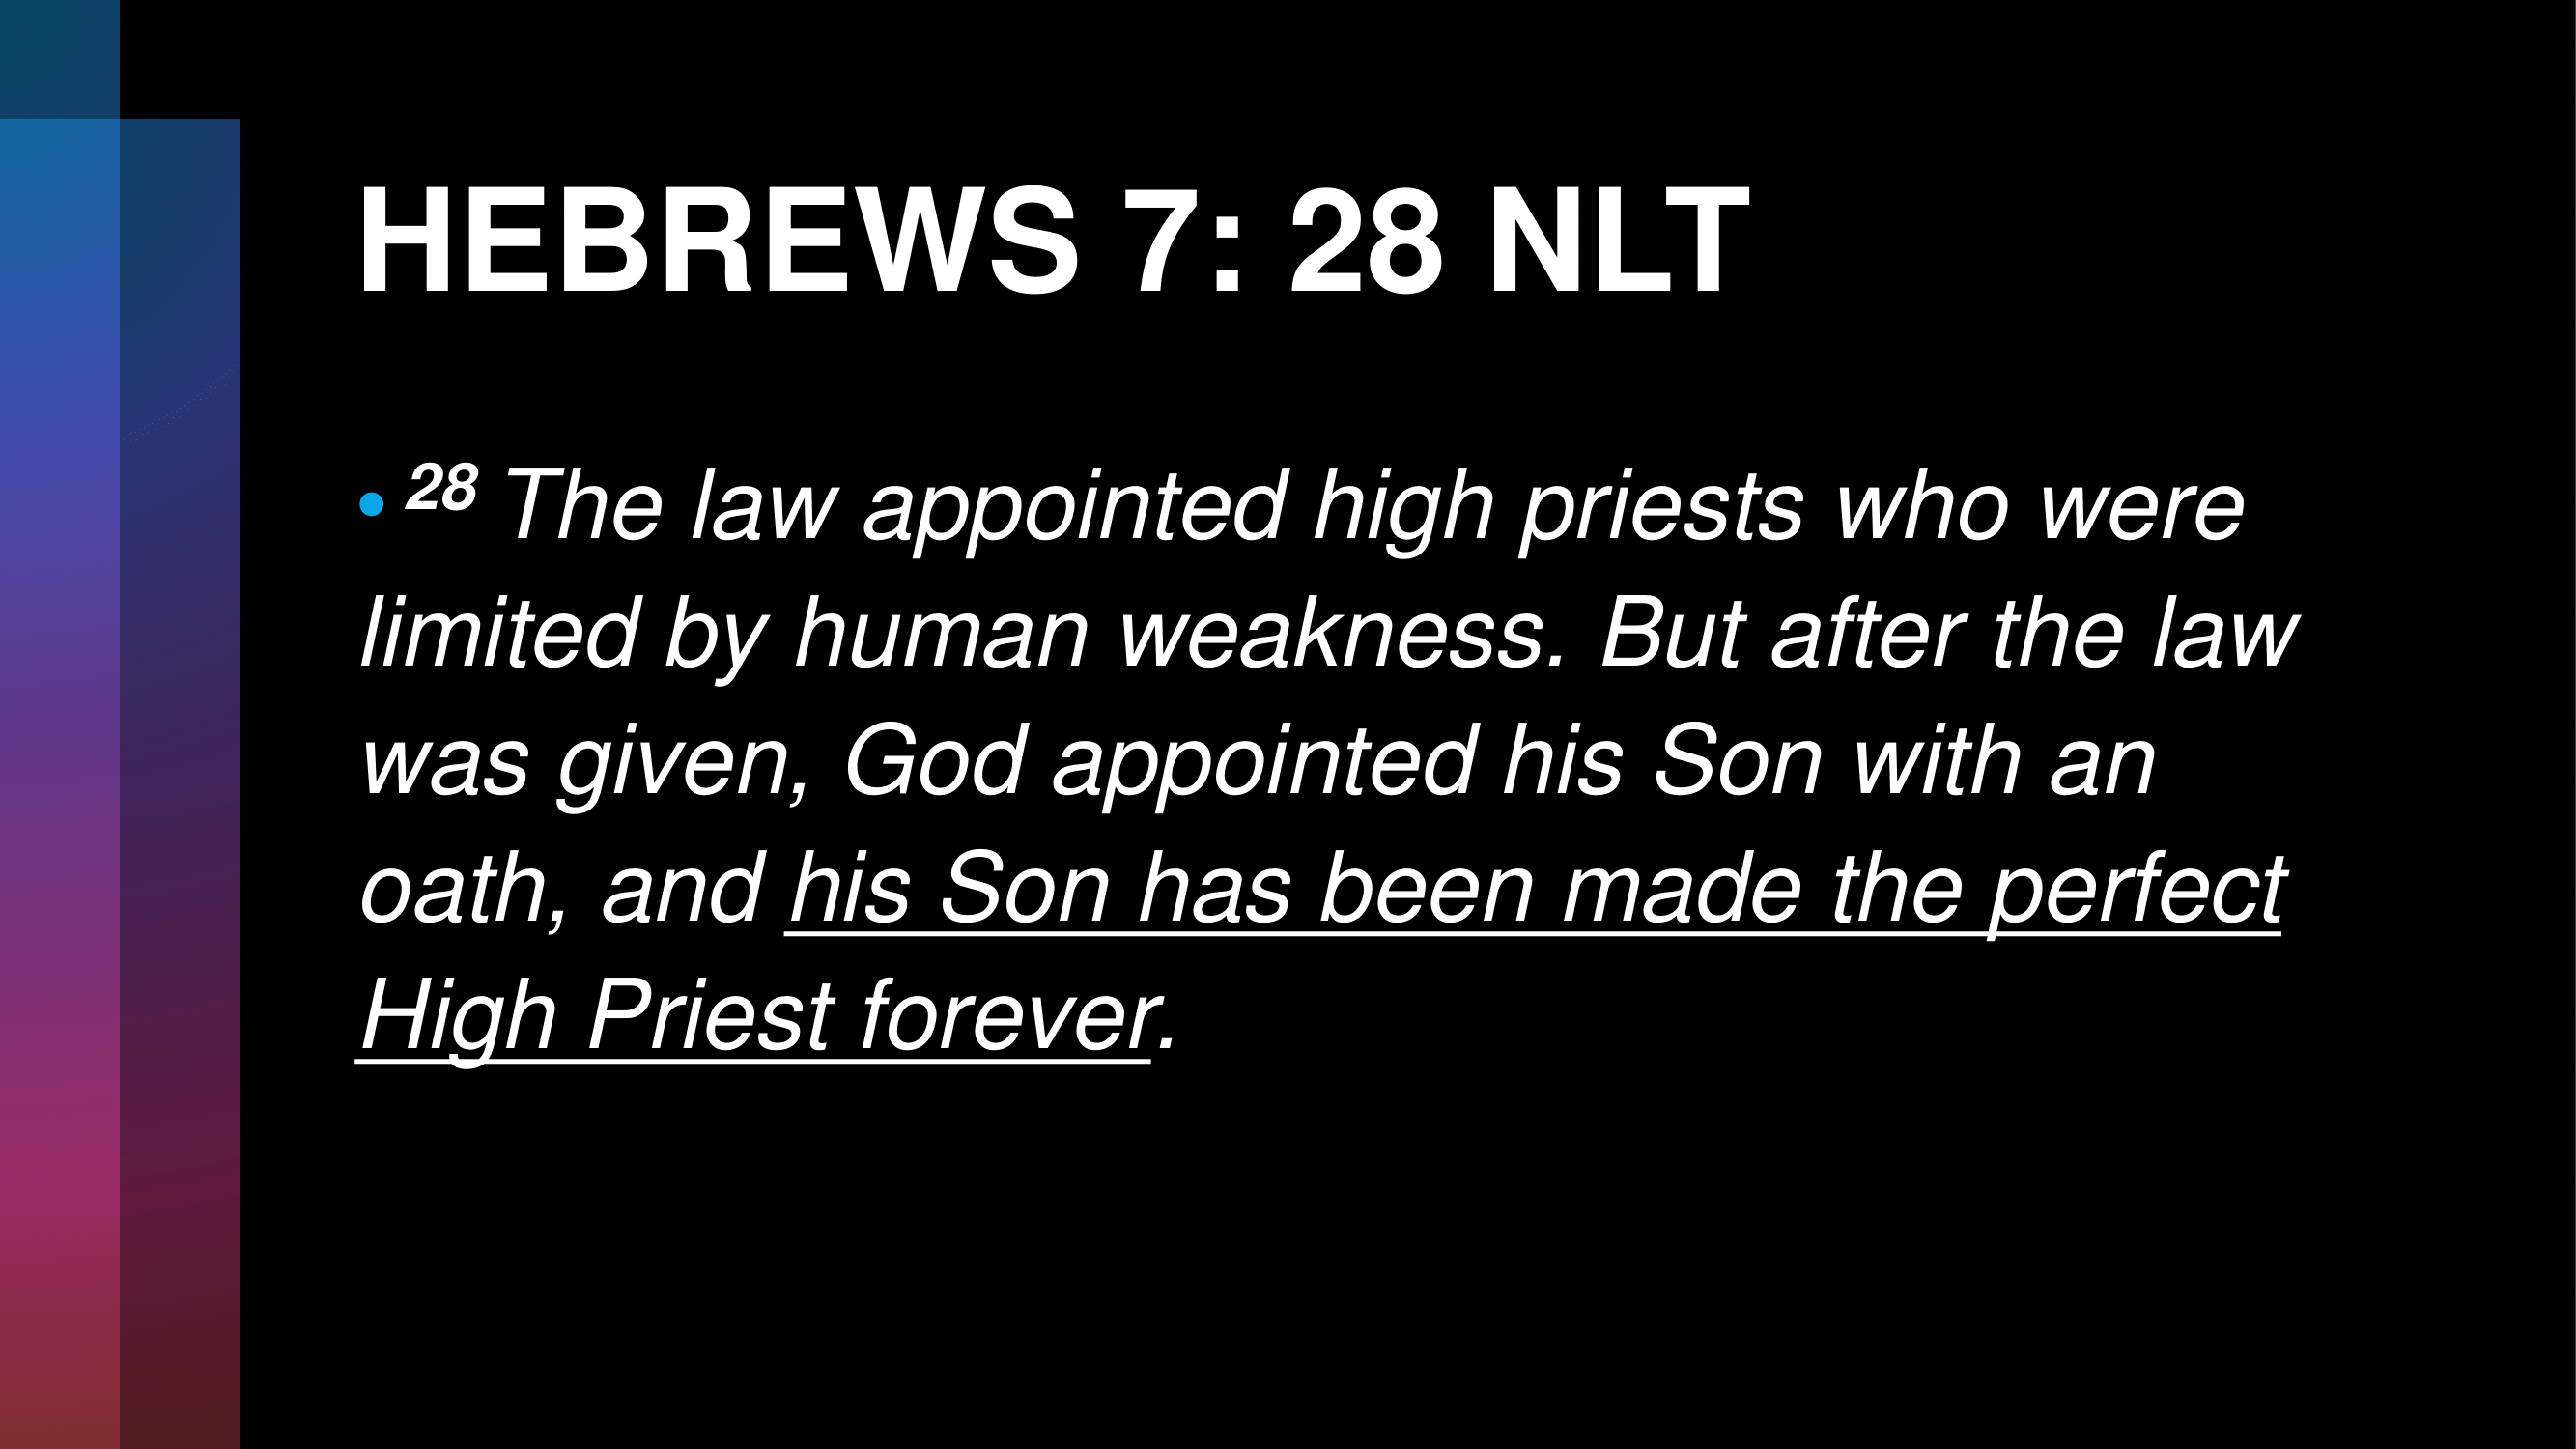 HEBREWS 7: 28 NLT
• 28 The law appointed high priests who were
limited by human weakness. But after the law
was given, God appointed his Son with an
oath, and his Son has been made the perfect
High Priest forever.